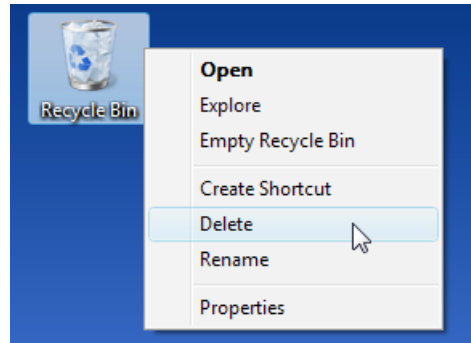 Recycle Bin
Open
Explore
Empty Recycle Bin
Create Shortcut
Delete
Rename
Properties